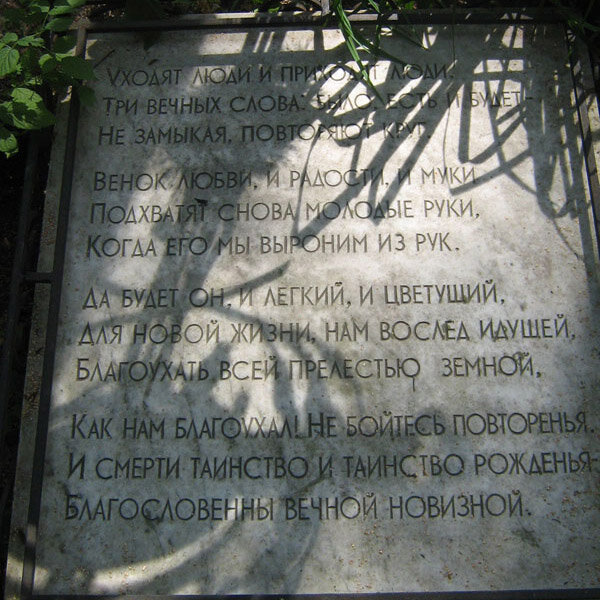 Уходят люди и приходят люди.
Три вечных слова: было, есть и будет-
Не замыкая, повторяют круг.
Венок любви, и радости, и муки
Подхватят снова молодые руки,
Когда его мы выроним из рук.
Да будет он, и легкий, и цветущий,
Для новой жизни, нам вослед идущей,
Благоухать всей прелестью земной,
Как нам благоухал! Не бойтесь повторенья.
И смерти таинство и таинство рожденья-
Благословенны вечной новизной.